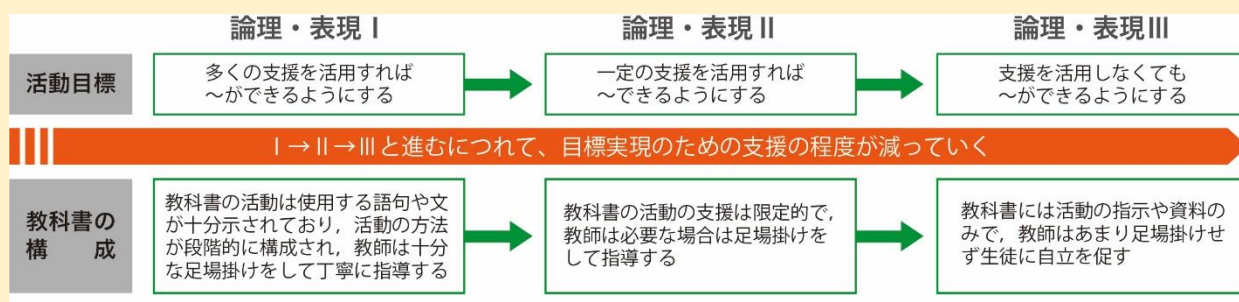 論理・表現Ⅰ
論理・表現Ⅱ
論理・表現Ⅲ
活動目標
多くの支援を活用すれば
～ができるようにする
一定の支援を活用すれば
～できるようにする
支援を活用しなくても
～ができるようにする
Ⅰ→Ⅱ→Ⅲと進むにつれて、目標実現のための支援の程度が減っていく
教科書の
構　成
教科書の活動は使用する語句や文
が十分示されており，活動の方法
が段階的に構成され，教師は十分
な足場掛けをして丁寧に指導する
教科書の活動の支援は限定的で，
教師は必要な場合は足場掛けを
して指導する
教科書には活動の指示や資料の
みで，教師はあまり足場掛けせ
ず生徒に自立を促す